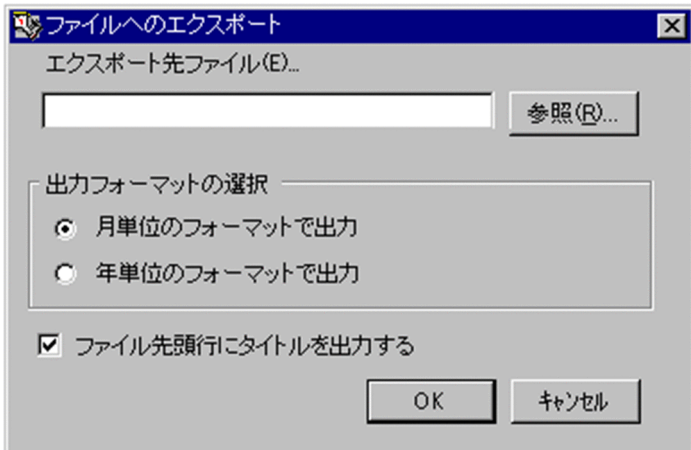 ファイルへのエクスポート
エクスポート先ファイル(E)...
参照(R)...
出力フォーマットの選択
月単位のフォーマットで出力
年単位のフォーマットで出力
ファイル先頭行にタイトルを出力する
OK
キャンセル